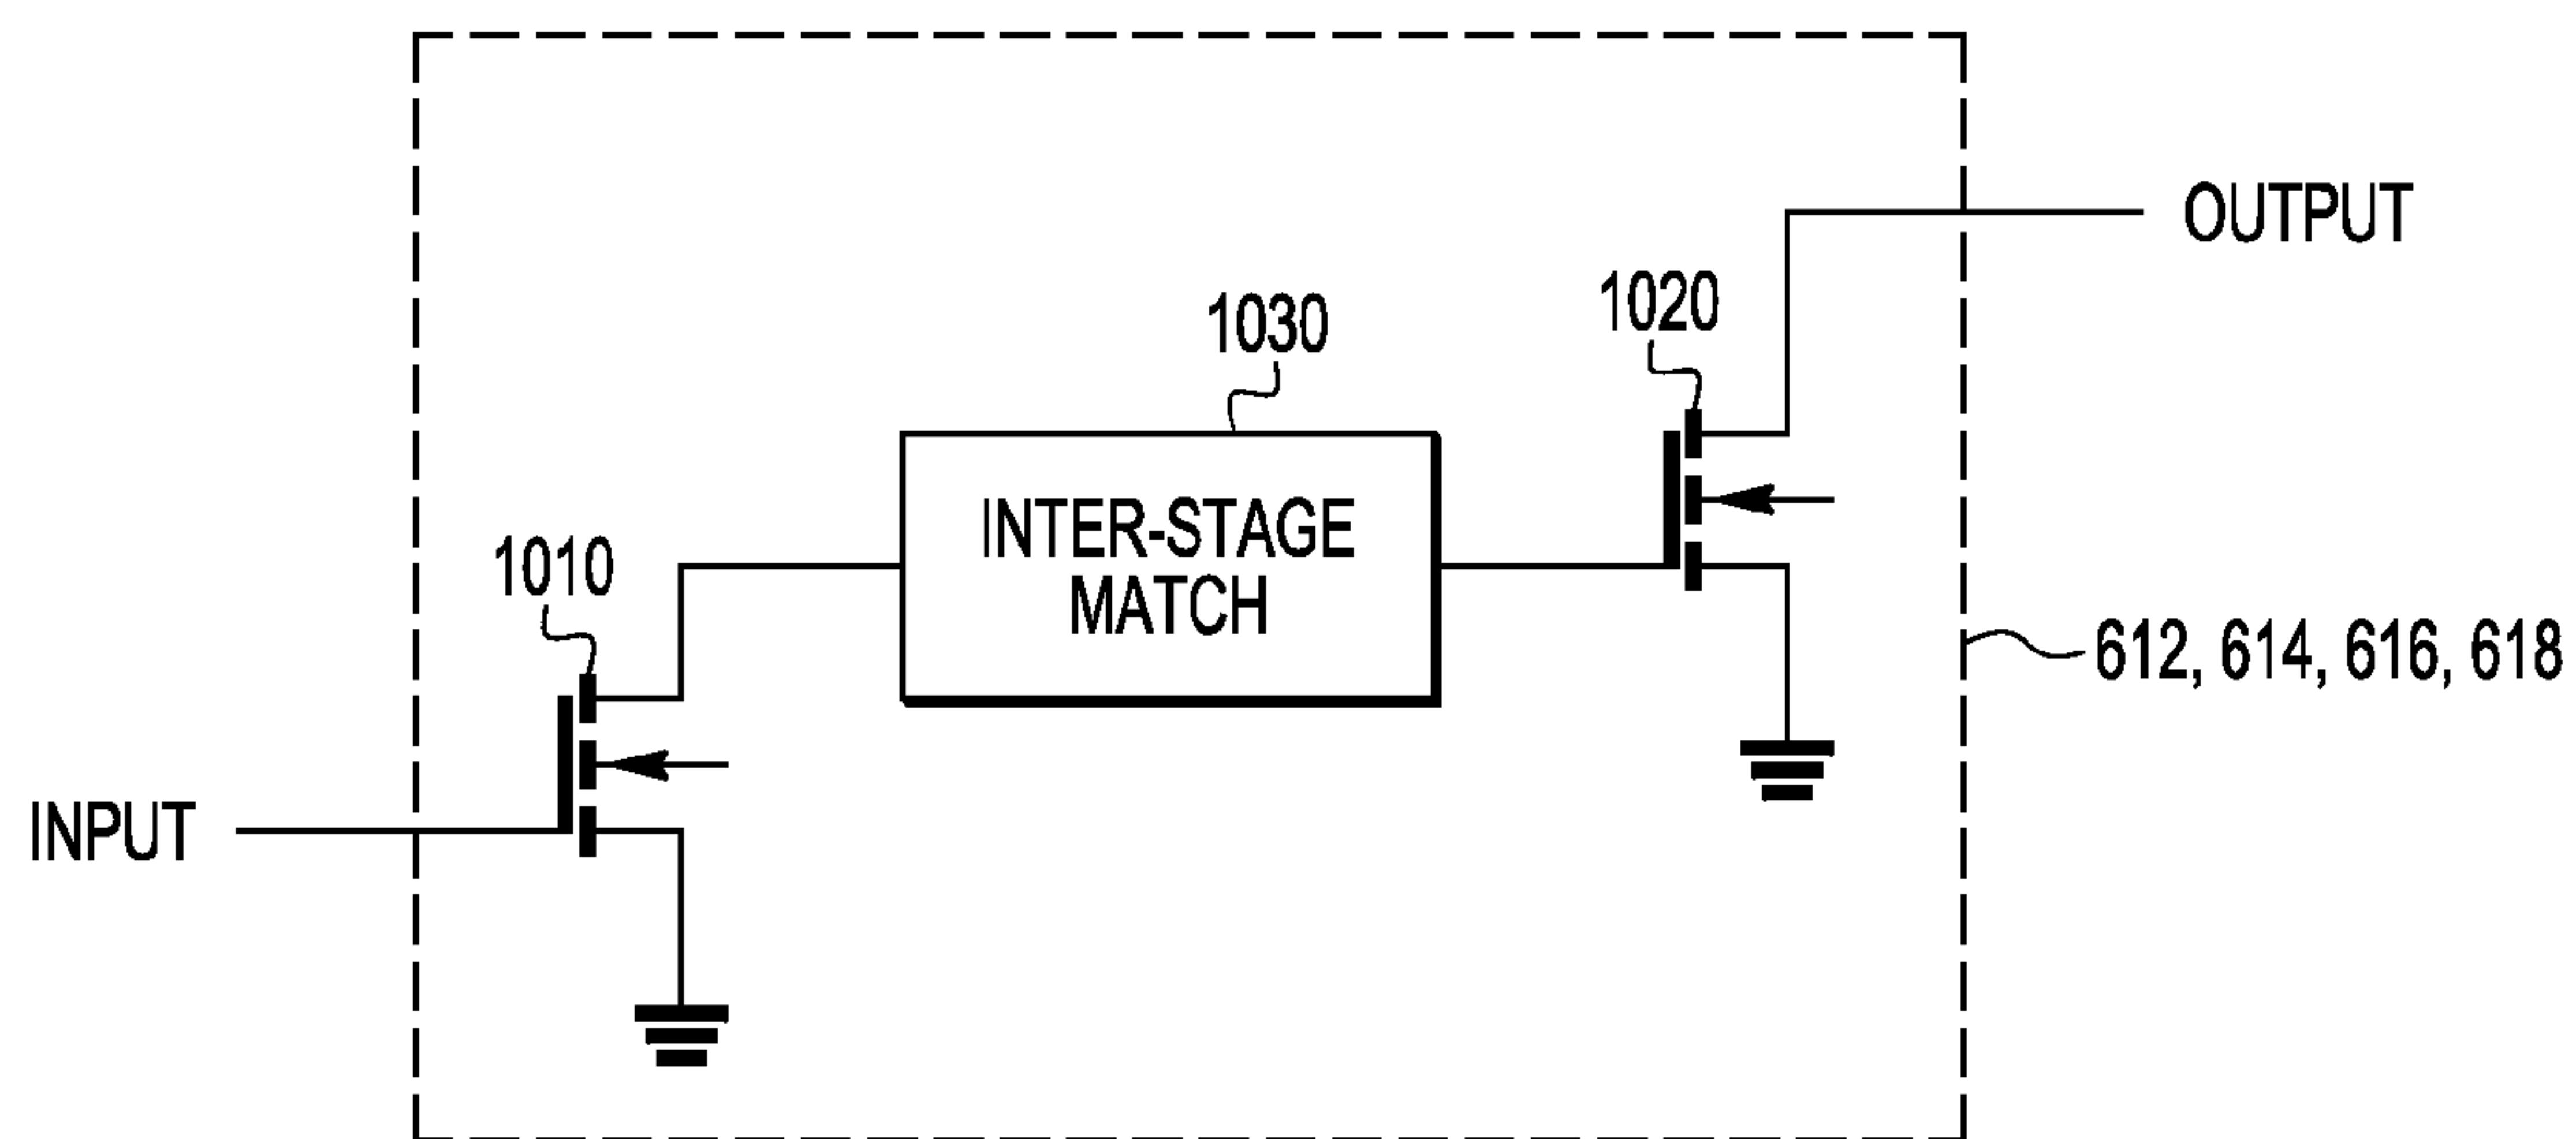 OUTPUT
1020
1030
INTER-STAGE
MATCH
1010
612, 614, 616, 618
INPUT